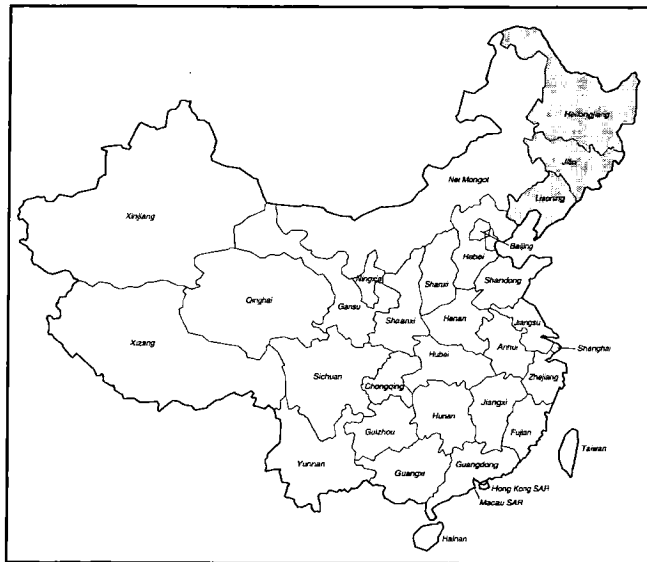 Heilongjiang
Jilin
Nei Mongol
Liaoning
Xinjiang
Beijing
Hebei
Ningxia
Shanxi
Shandong
Qinghai
Gansu
Shaanxi
Henan
Jiangsu
Xizang
Anhui
Shanghai
Hubei
Sichuan
Zhejiang
Chongqing
Hunan
Jiangxi
Guizhou
Fujian
Taiwan
Yunnan
Guangxi
Guangdong
Hong Kong SAR
Macau SAR
Hainan